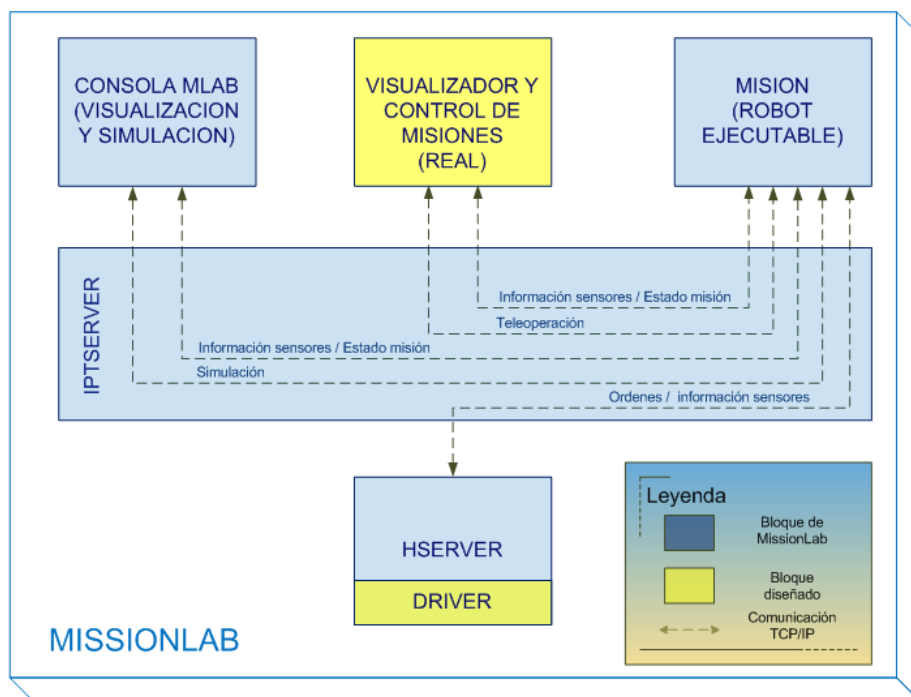 CONSOLA MLAB
(VISUALIZACION
Y SIMULACION)
VISUALIZADOR Y
CONTROL DE
MISIONES
(REAL)
MISION
(ROBOT
EJECUTABLE)
IPTSERVER
Información sensores / Estado misión
Teleoperación
Información sensores / Estado misión
Simulación
Ordenes / información sensores
HSERVER
DRIVER
Leyenda
Bloque de
MissionLab
Bloque
diseñado
Comunicación
TCP/IP
MISSIONLAB